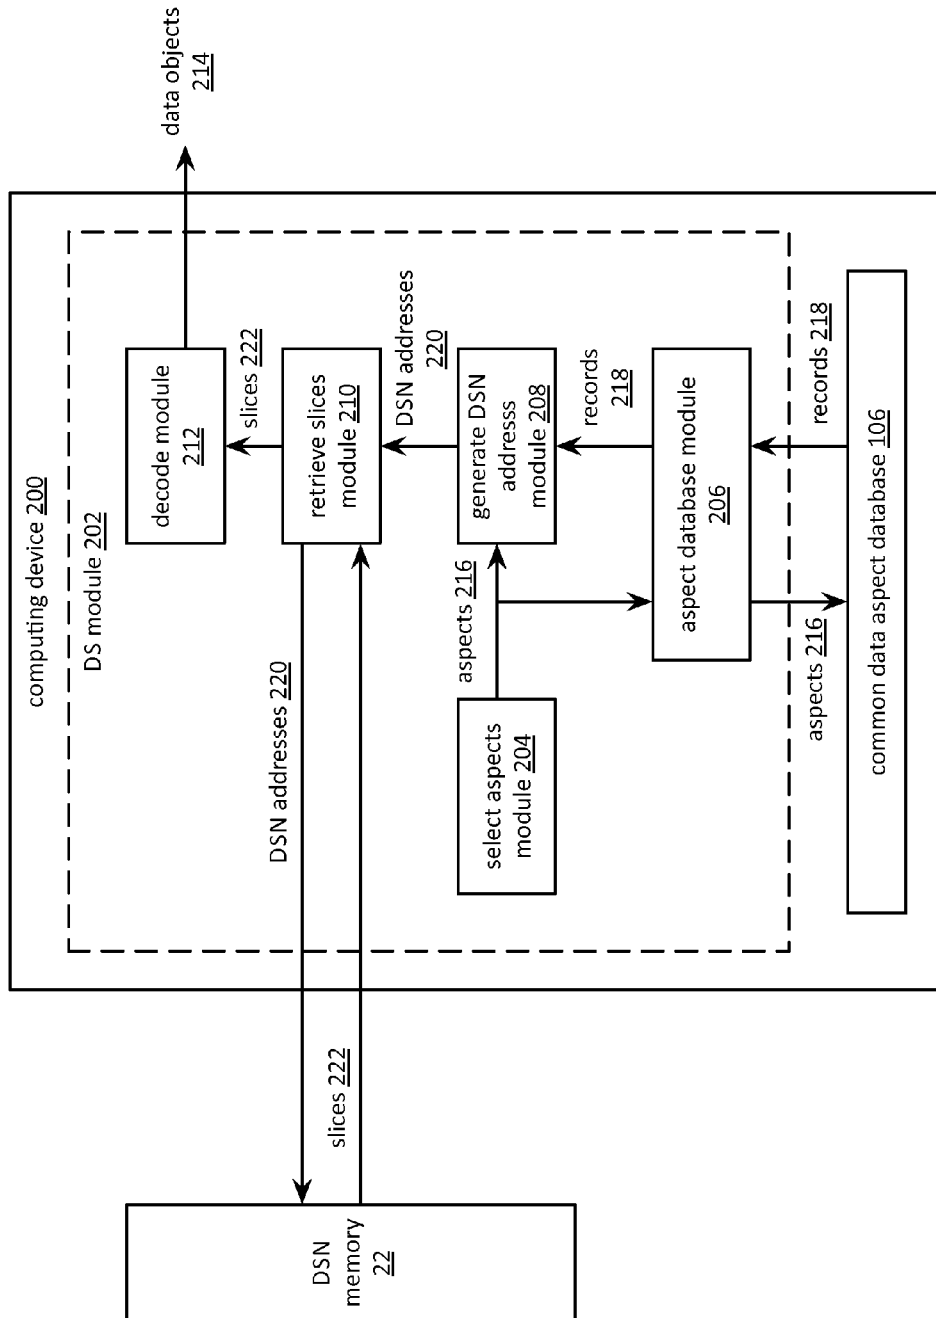 computing device 200
DS module 202
decode module
212
data objects
214
slices 222
retrieve slices
module 210
DSN addresses 220
DSN addresses
220
slices 222
DSN
memory
22
generate DSN
addresss
module 208
aspects 216
select aspects
module 204
records
218
aspect database module
206
aspects 216
records 218
common data aspect database 106